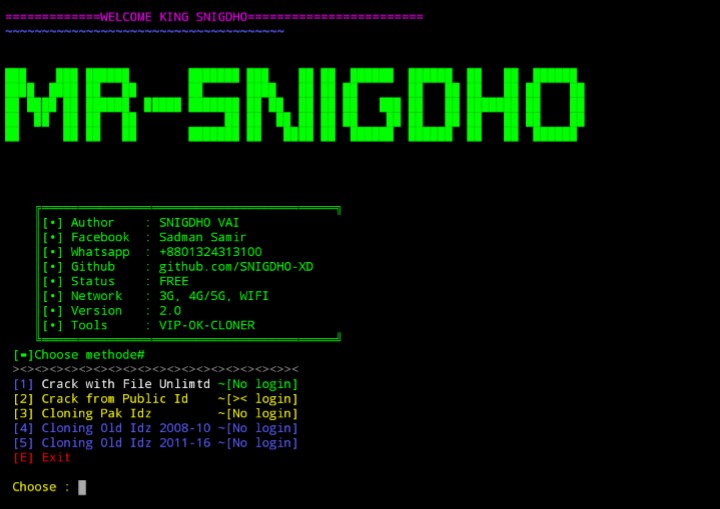 =============WELCOME KING SNIGDHO========================
~~~~~~~~~~~~~~~~~~~~~~~~~~~~~~~~~~~~~~
MR-SNIGDHO
[•] Author : SNIGDHO VAI
[•] Facebook : Sadman Samir
[•] Whatsapp : +8801324313100
[•] Github : github.com/SNIGDHO-XD
[•] Status : FREE
[•] Network : 3G, 4G/5G, WIFI
[•] Version : 2.0
[•] Tools : VIP-OK-CLONER
[=]Choose methode#
><><><><><><><><><><><><><><><><><><><><
[1] Crack with File Unlimtd ~[No login]
[2] Crack from Public Id ~[>< login]
[3] Cloning Pak Idz ~[No login]
[4] Cloning Old Idz 2008-10 ~[No login]
[5] Cloning Old Idz 2011-16 ~[No login]
[E] Exit
Choose :